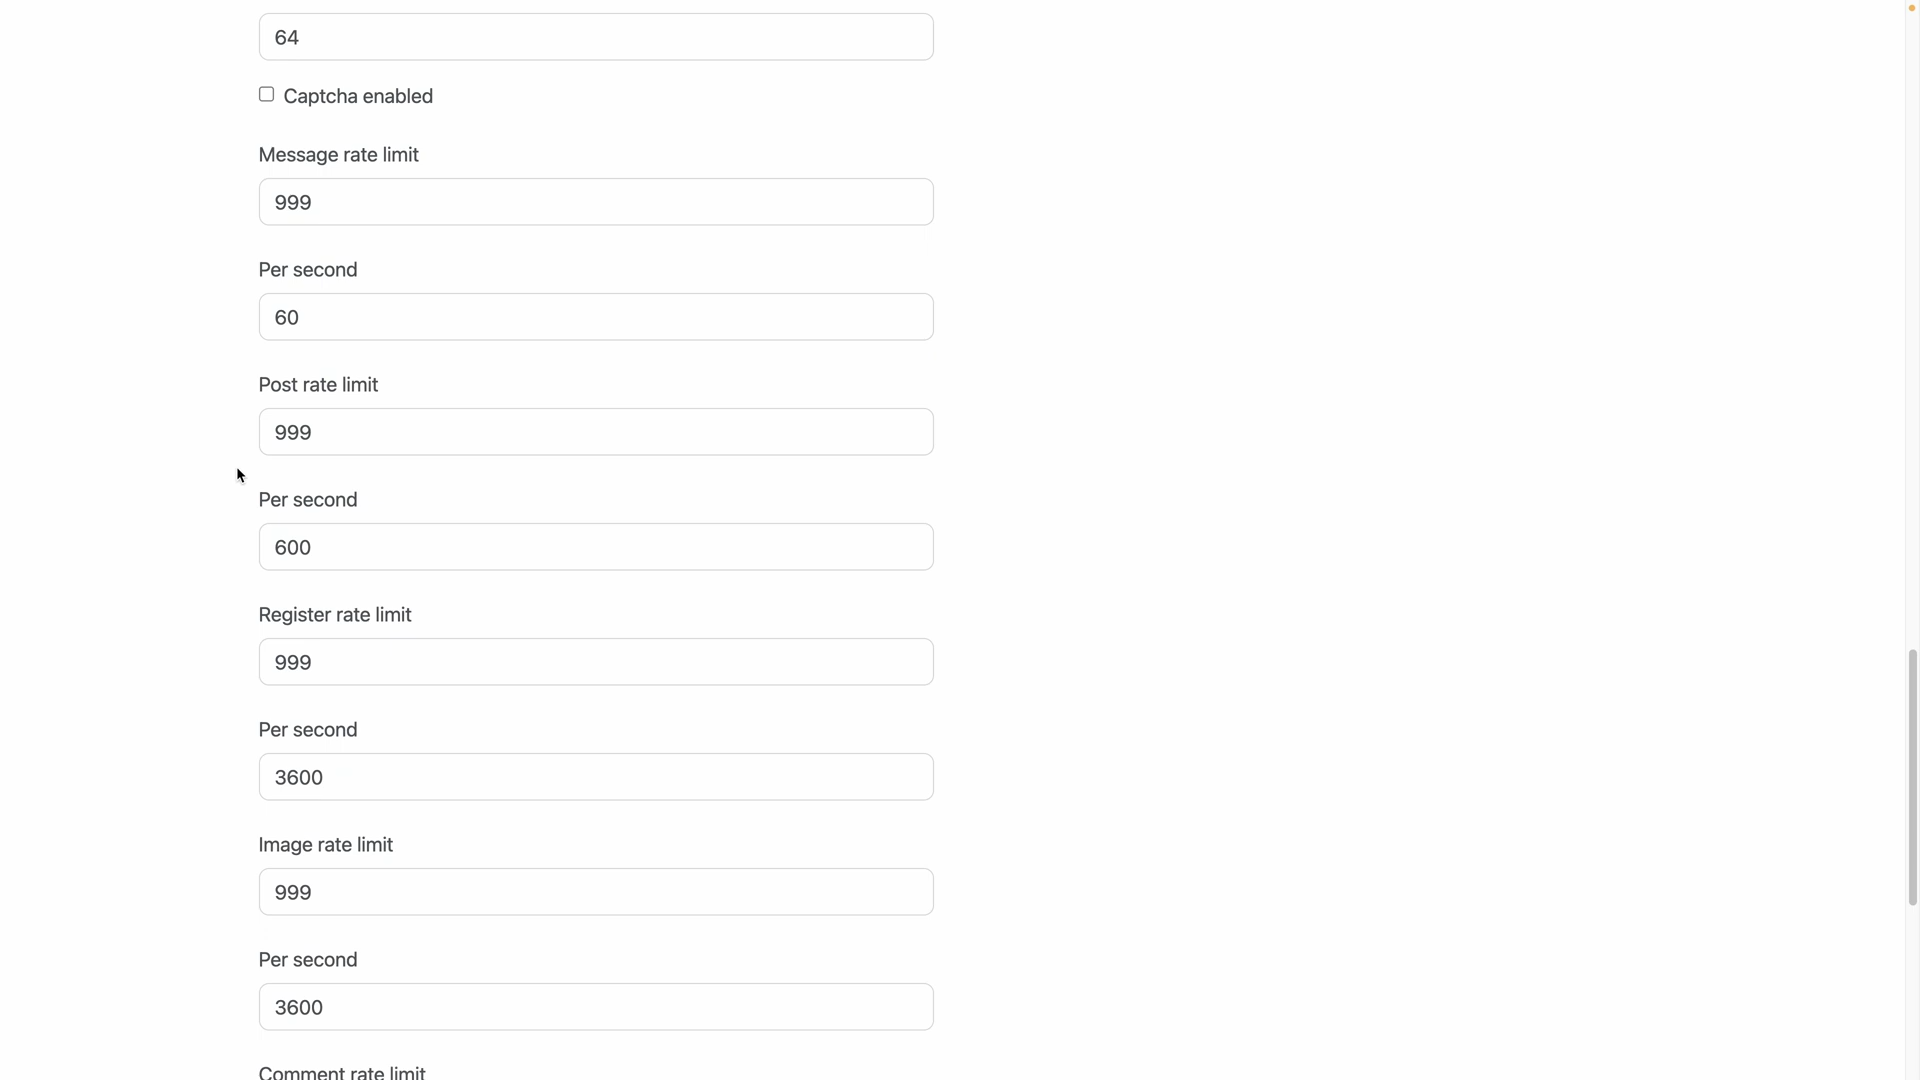 64
Captcha enabled
Message rate limit
999
Per second
60
Post rate limit
999
Per second
600
Register rate limit
999
Per second
3600
Image rate limit
999
Per second
3600
Comment rate limit